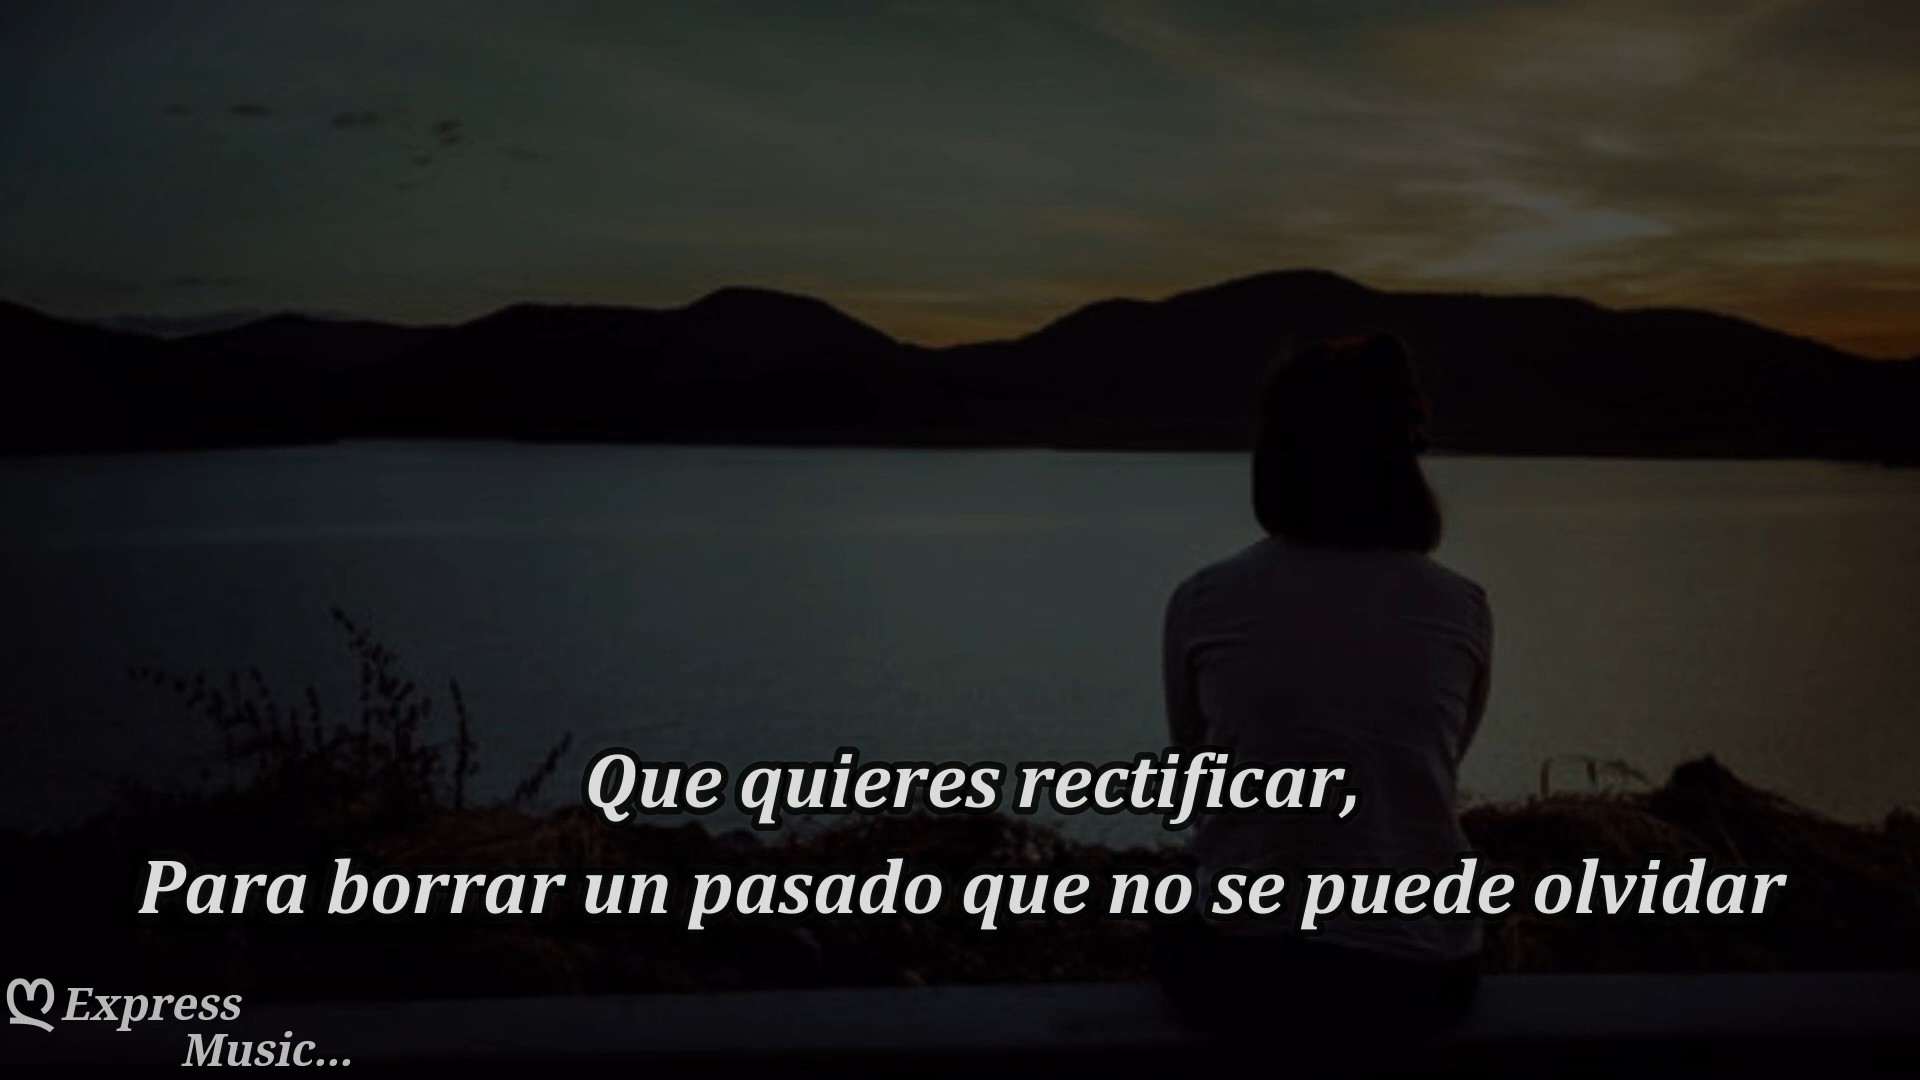 Que quieres rectificar,
Para borrar un pasado que no se puede olvidar
ღ Express
Music...